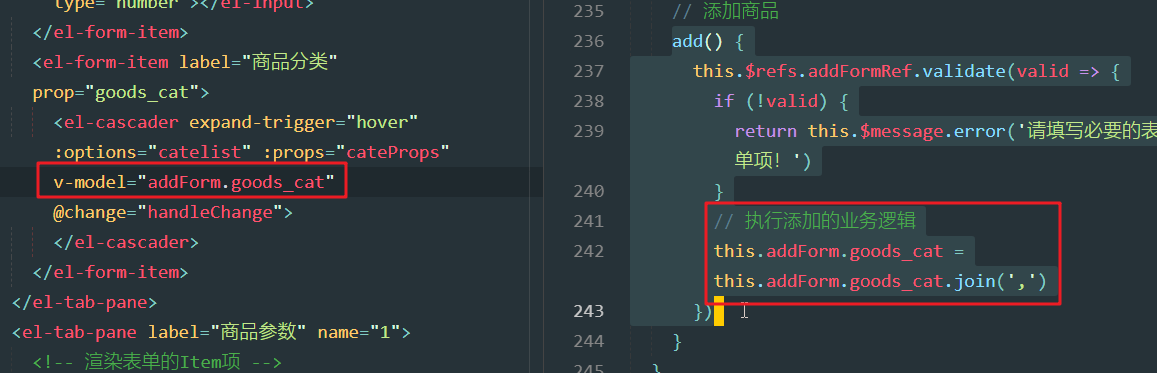 type="number"></el-input>
</el-form-item>
<el-form-item label="商品分类"
prop="goods_cat">
<el-cascader expand-trigger="hover"
:options="catelist" :props="cateProps"
v-model="addForm.goods_cat"
@change="handleChange">
</el-cascader>
</el-form-item>
</el-tab-pane>
<el-tab-pane label="商品参数" name="1">
<!-- 渲染表单的Item项 -->
235 // 添加商品
236 add() {
237 this.$refs.addFormRef.validate(valid => {
238 if (!valid) {
239 return this.$message.error('请填写必要的表
单项！')
240 }
241 // 执行添加的业务逻辑
242 this.addForm.goods_cat =
this.addForm.goods_cat.join(',')
243 })
244 }
245 }